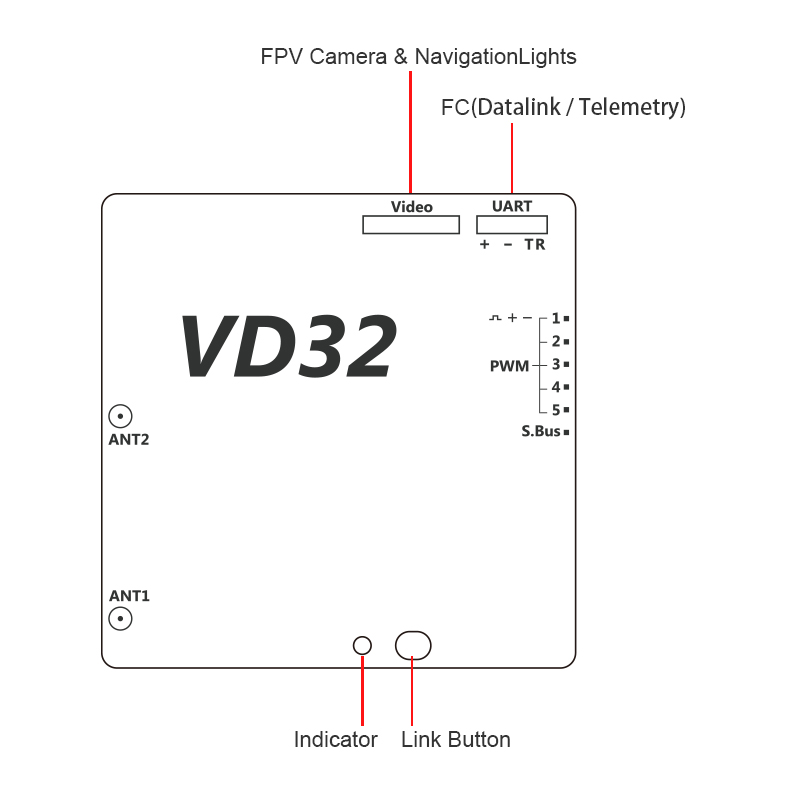 FPV Camera & NavigationLights
FC(Datalink / Telemetry)
Video
UART
+ - TR
VD32
+ - 1
2
PWM 3
4
5
S.Bus
ANT2
ANT1
Indicator
Link Button